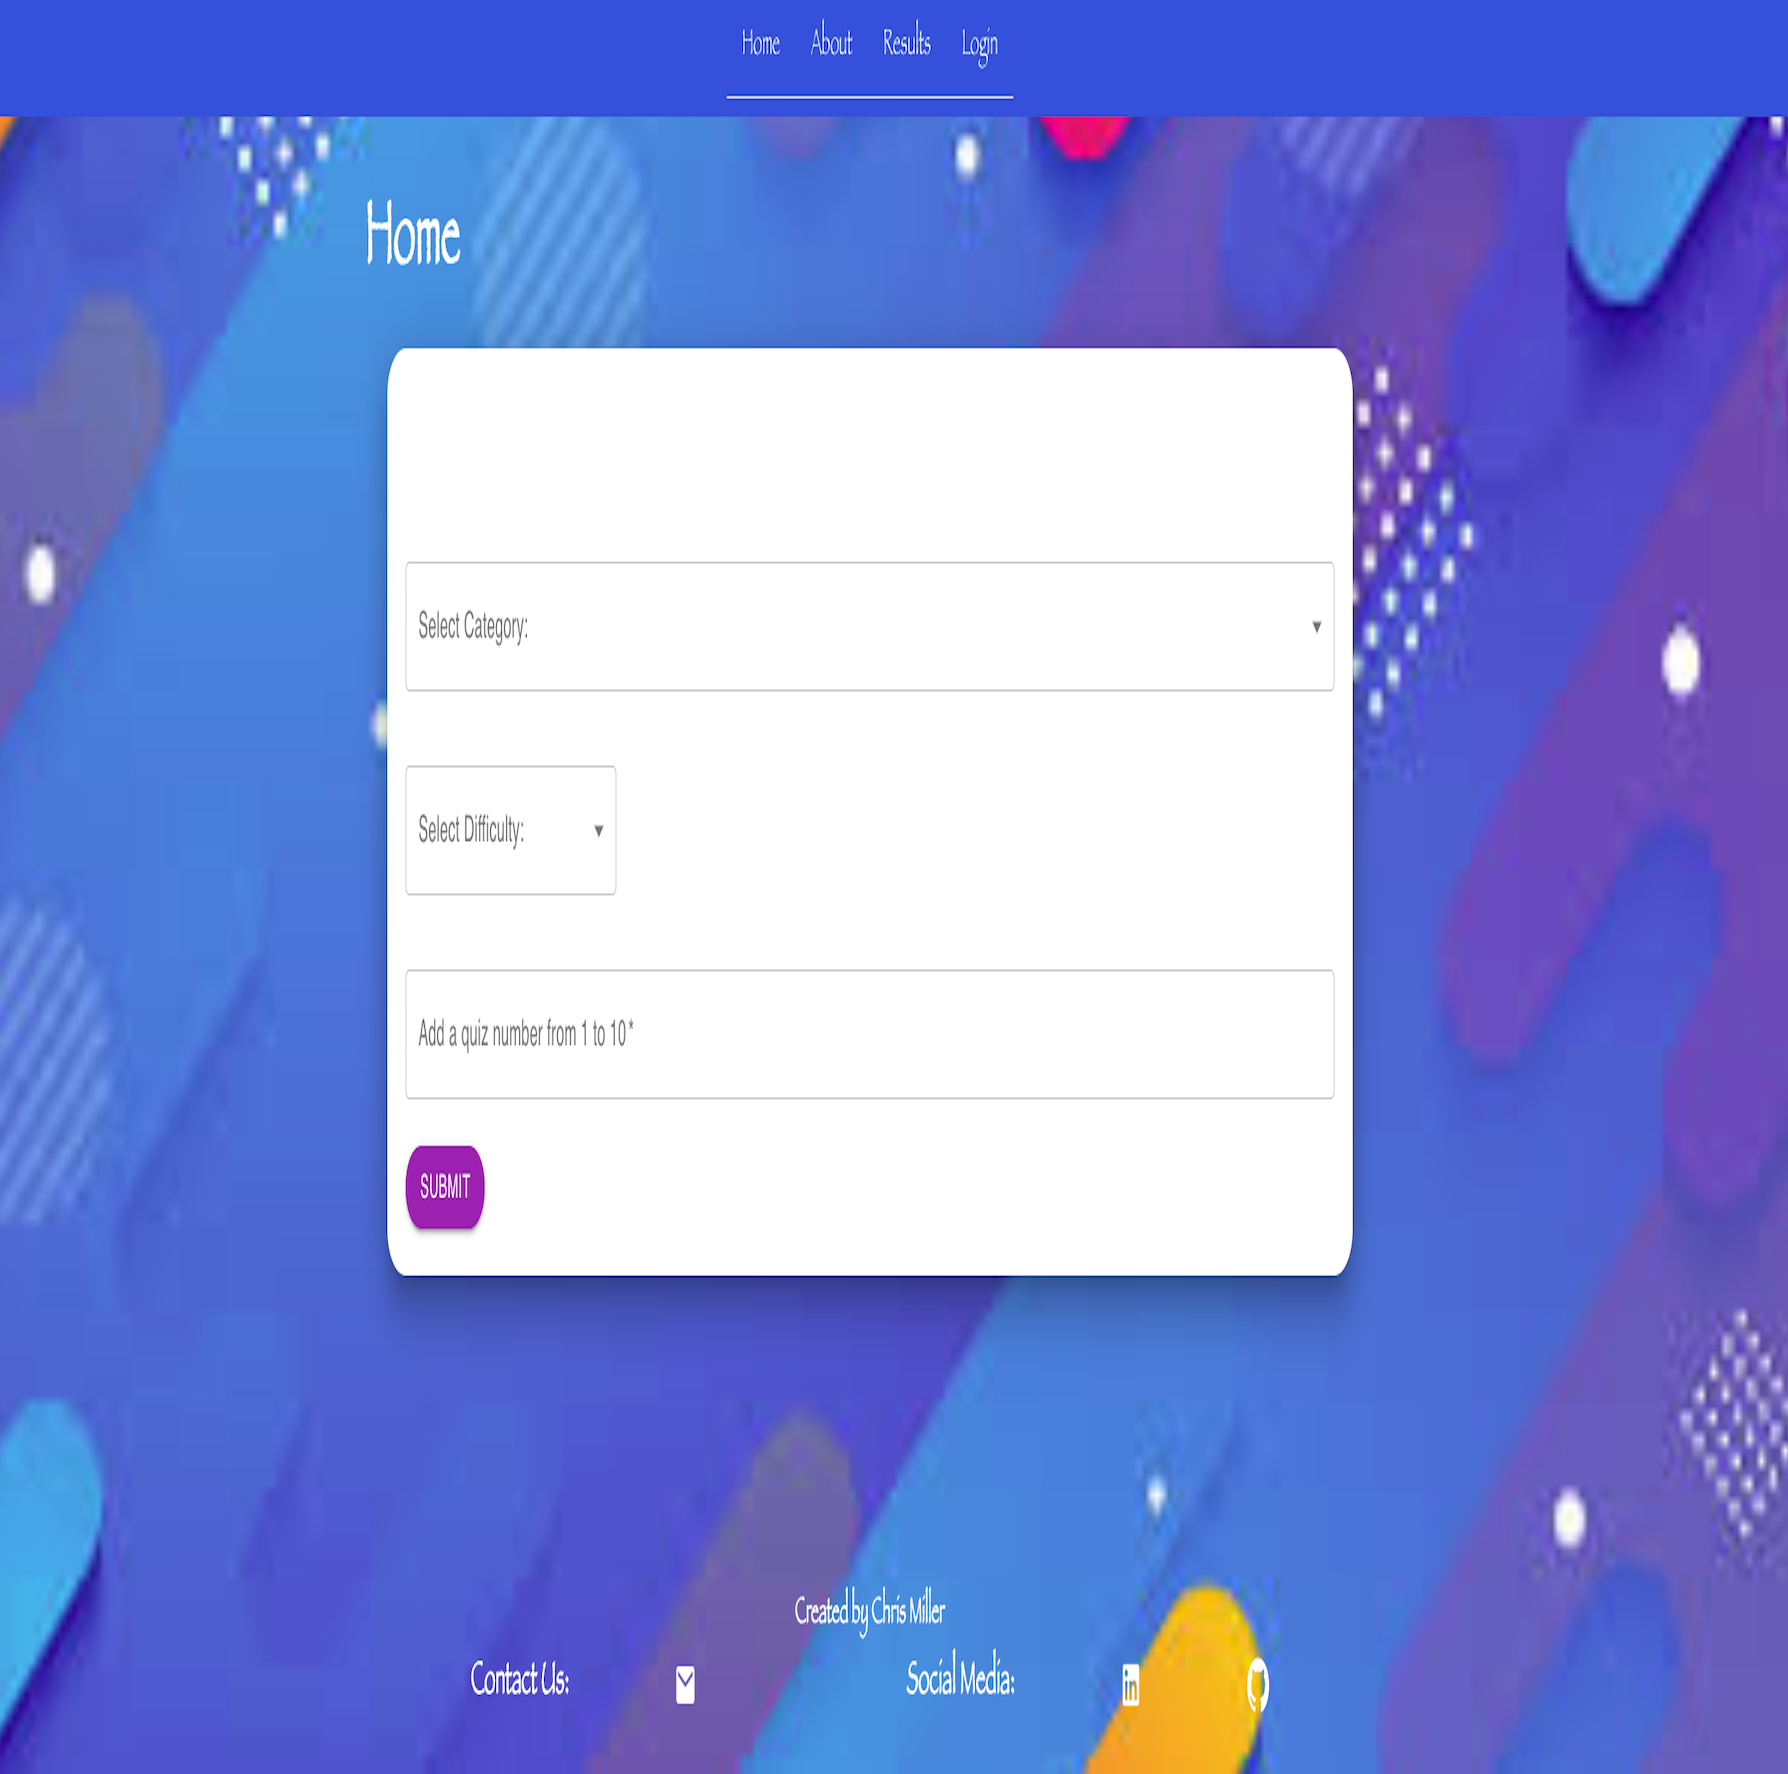 Home About Results Login
Home
Select Category:
Select Difficulty:
Add a quiz number from 1 to 10 *
SUBMIT
Created by Chris Miller
Contact Us: Social Media: in